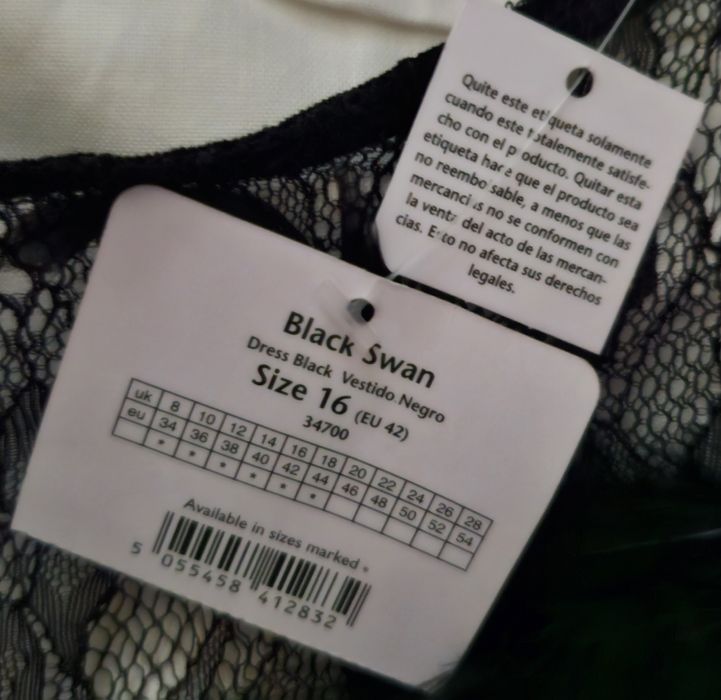 Quite este etiqueta solamente
cuando este totalemente satisfe-
cho con el producto. Quitar esta
etiqueta hare que el producto sea
no reembolsable, a menos que las
mercancias no se conformen con
la venta del acto de las mercan-
cias. Esto no afecta sus derechos
legales.
Black Swan
Dress Black Vestido Negro
Size 16 (EU 42)
34700
uk 8 10 12 14 16 18 20 22 24 26 28
eu 34 36 38 40 42 44 46 48 50 52 54
* * * * * *
Available in sizes marked *
5 055458 412832